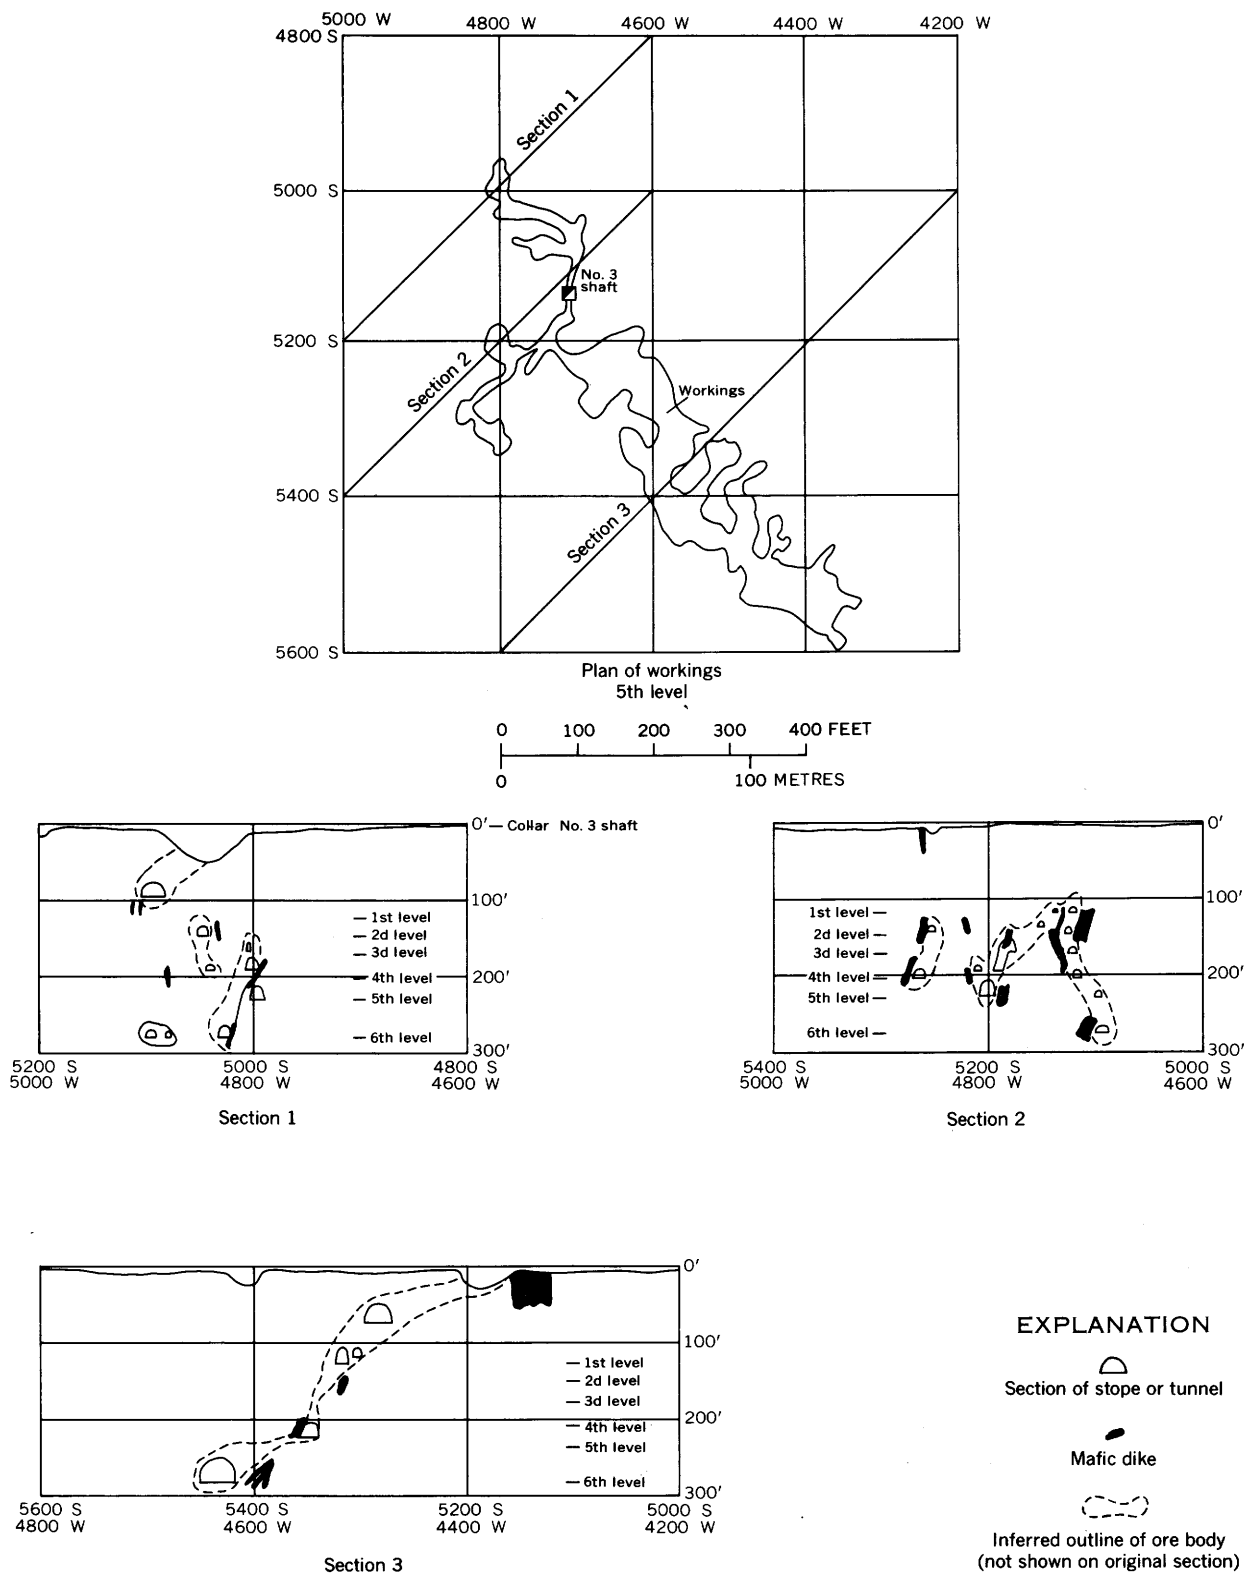 5000 W
4800 W
4600 W
4400 W
4200 W
4800 S
Section 1
5000 S
No. 3
shaft
5200 S
Section 2
Workings
5400 S
Section 3
5600 S
Plan of workings
5th level
0 100 200 300 400 FEET
0 100 METRES
0' Collar No. 3 shaft
100'
1st level
2d level
3d level
200'
4th level
5th level
6th level
300'
5200 S 5000 S 4800 S
5000 W 4800 W 4600 W
Section 1
0'
100'
1st level
2d level
3d level
200'
4th level
5th level
6th level
300'
5400 S 5200 S 5000 S
5000 W 4800 W 4600 W
Section 2
0'
100'
1st level
2d level
3d level
200'
4th level
5th level
6th level
300'
5600 S 5400 S 5200 S 5000 S
4800 W 4600 W 4400 W 4200 W
Section 3
EXPLANATION
Section of stope or tunnel
Mafic dike
Inferred outline of ore body
(not shown on original section)